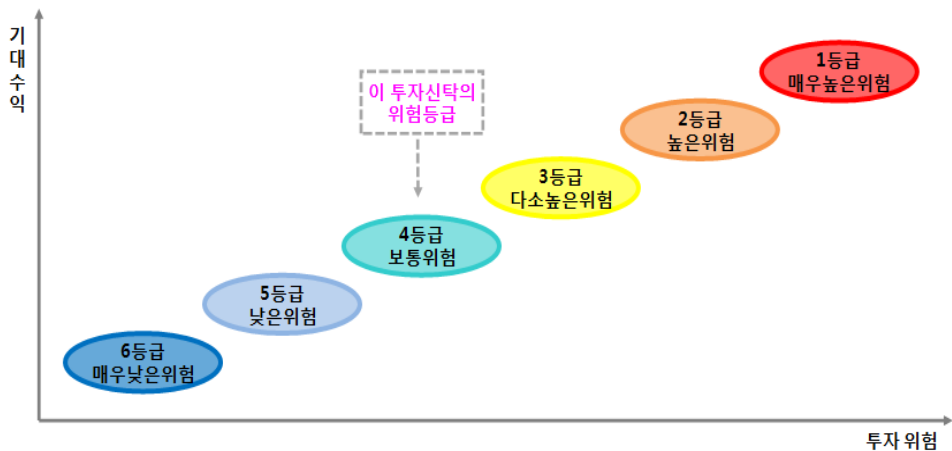 기대수익
1등급
매우높은위험
이 투자신탁의
위험등급
2등급
높은위험
3등급
다소높은위험
4등급
보통위험
5등급
낮은위험
6등급
매우낮은위험
투자 위험